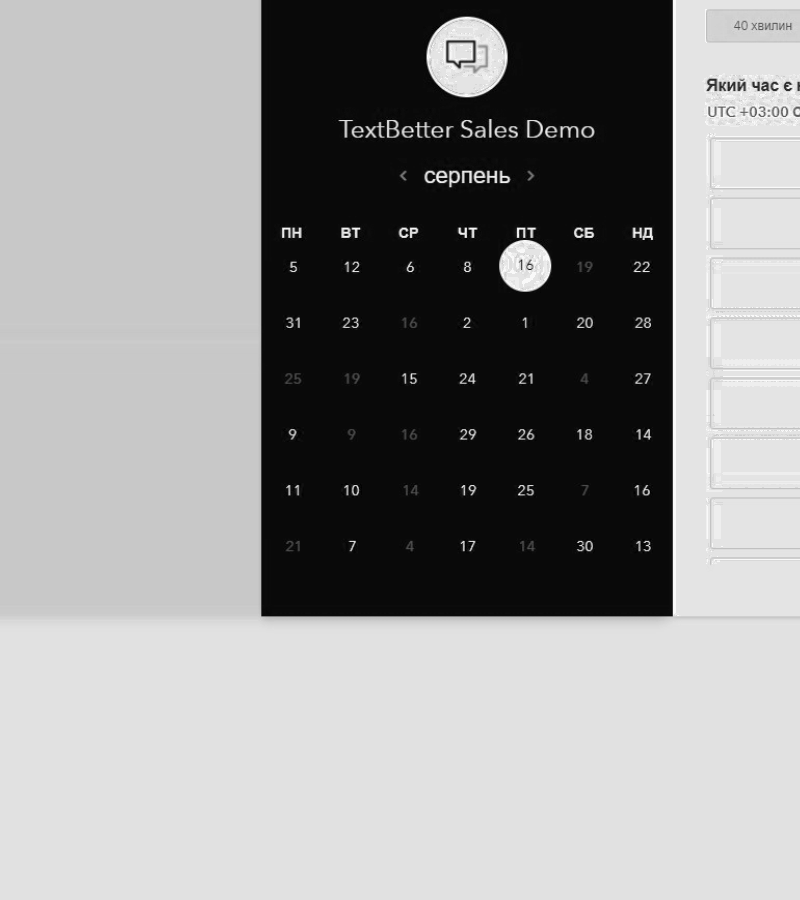 40 хвилин
TextBetter Sales Demo
серпень
Який час є
UTC +03:00
ПН ВТ СР ЧТ ПТ СБ НД
5 12 6 8 16 19 22
31 23 16 2 1 20 28
25 19 15 24 21 4 27
9 9 16 29 26 18 14
11 10 14 19 25 7 16
21 7 4 17 14 30 13